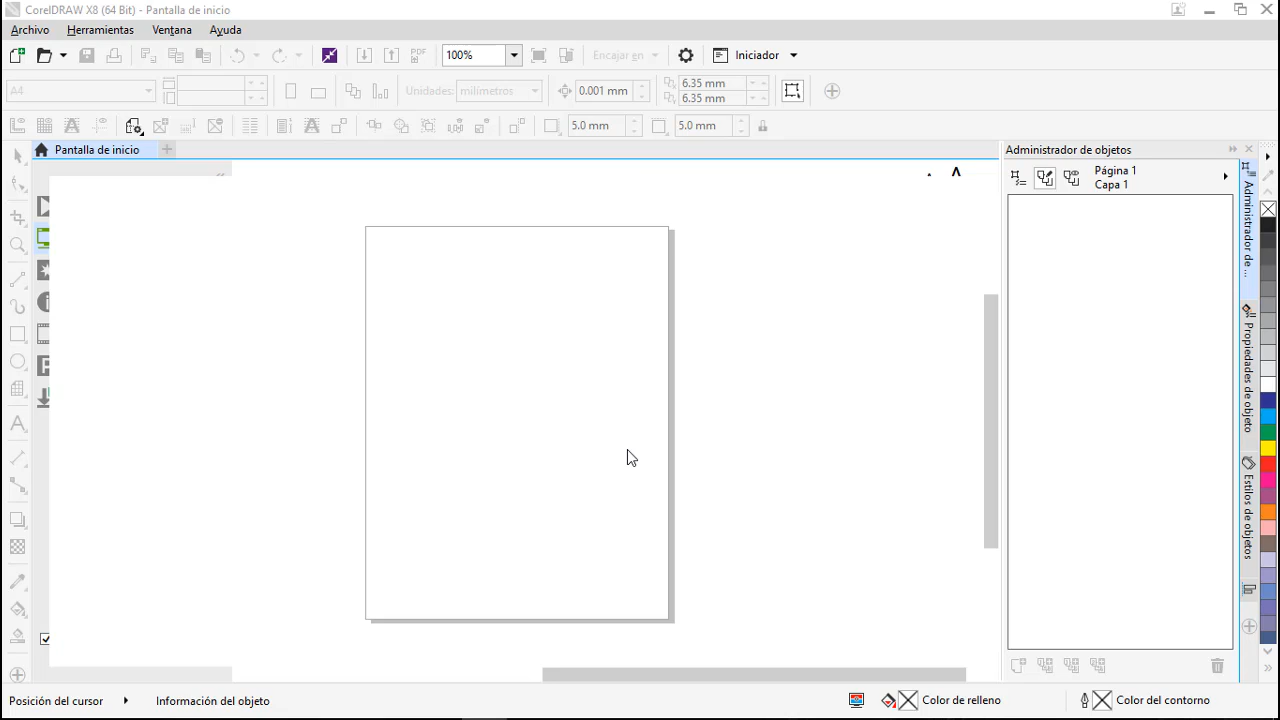 CorelDRAW X8 (64 Bit) - Pantalla de inicio
Archivo Herramientas Ventana Ayuda
PDF 100% Encajar en Iniciador
A4 Unidades: milímetros 0.001 mm 6.35 mm
6.35 mm
5.0 mm 5.0 mm
Pantalla de inicio
Administrador de objetos
Página 1
Capa 1
Administrador de ...
Propiedades de objeto
Estilos de objetos
Posición del cursor Información del objeto Color de relleno Color del contorno